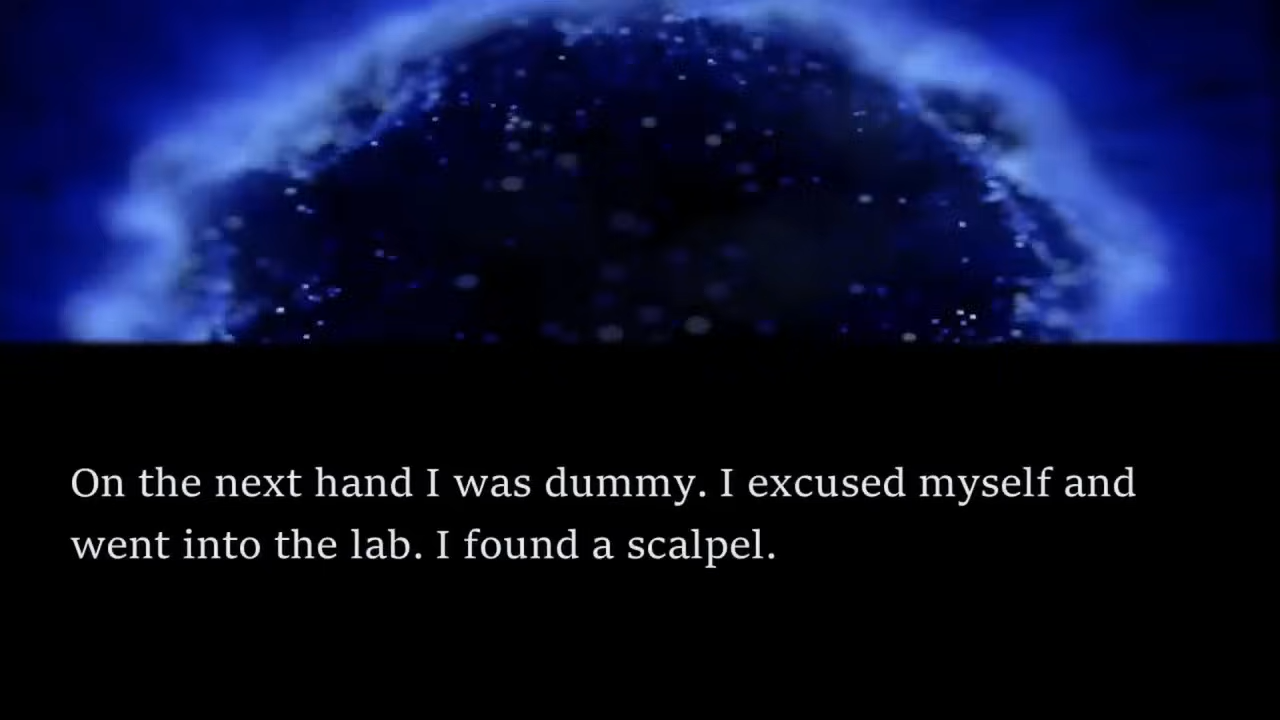 On the next hand I was dummy. I excused myself and
went into the lab. I found a scalpel.